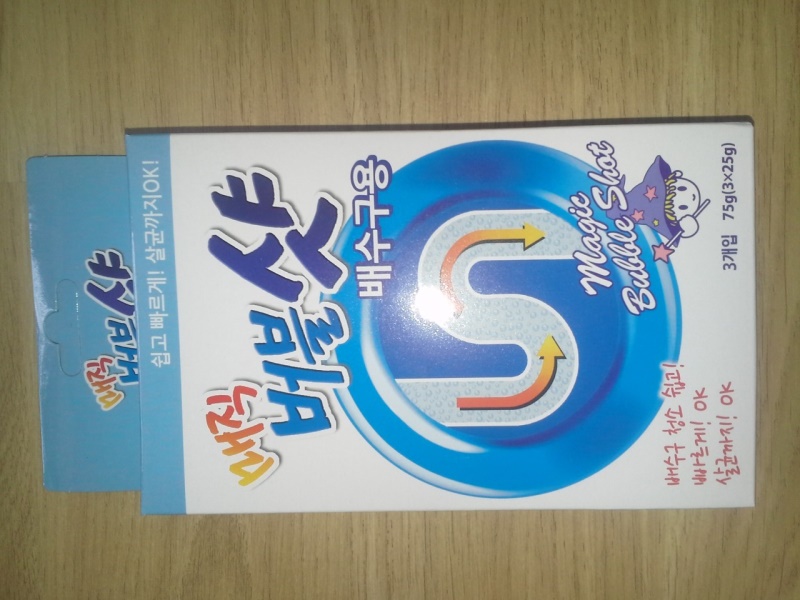 매직
버블샷
쉽고 빠르게! 살균까지OK!
매직
버블샷
배수구용
Magic
Bubble Shot
배수구 청소 쉽고!
빠르게! OK
살균까지! OK
3개입 75g(3×25g)